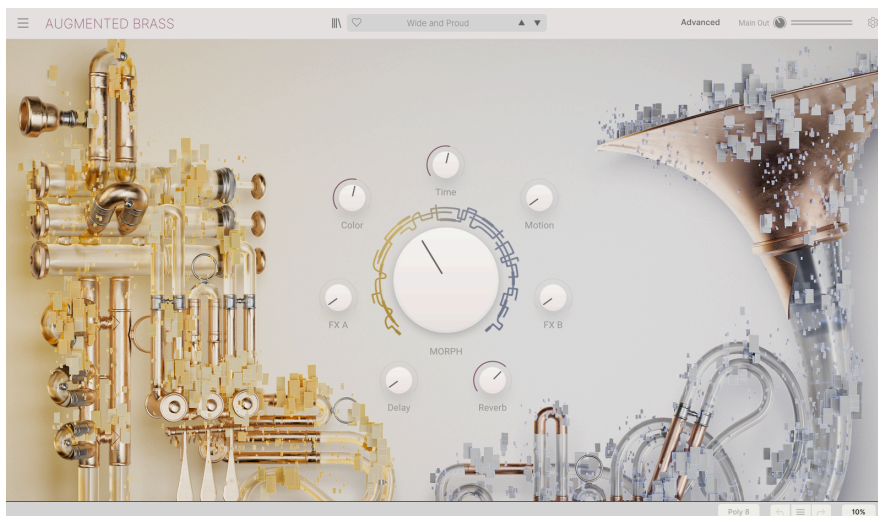 AUGMENTED BRASS
Wide and Proud
Advanced
Main Out
Time
Color
Motion
FX A
FX B
MORPH
Delay
Reverb
Poly 8
10%